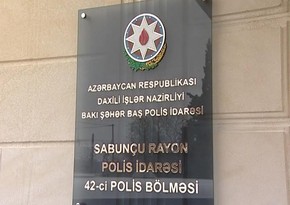 AZƏRBAYCAN RESPUBLİKASI
DAXİLİ İŞLƏR NAZİRLİYİ
BAKI ŞƏHƏR BAŞ POLİS İDARƏSİ
SABUNÇU RAYON
POLİS İDARƏSİ
42-ci POLİS BÖLMƏSİ